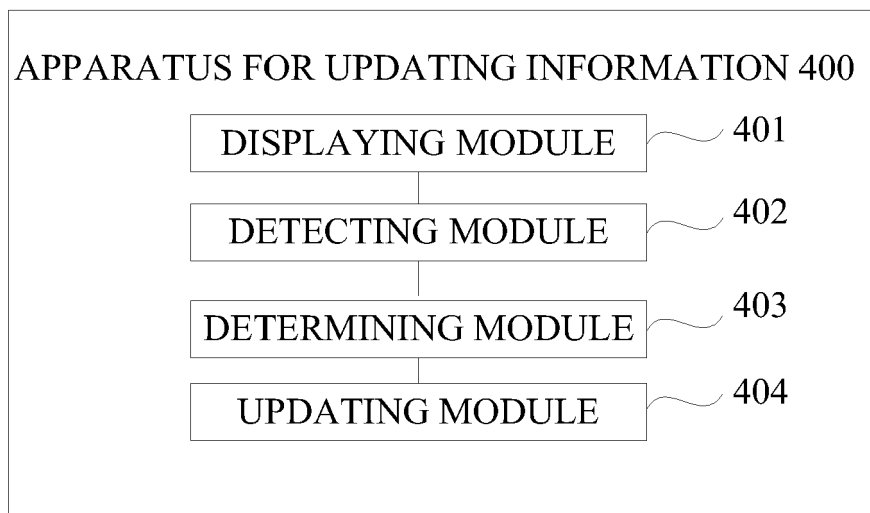 APPARATUS FOR UPDATING INFORMATION 400
DISPLAYING MODULE 401
DETECTING MODULE 402
DETERMINING MODULE 403
UPDATING MODULE 404